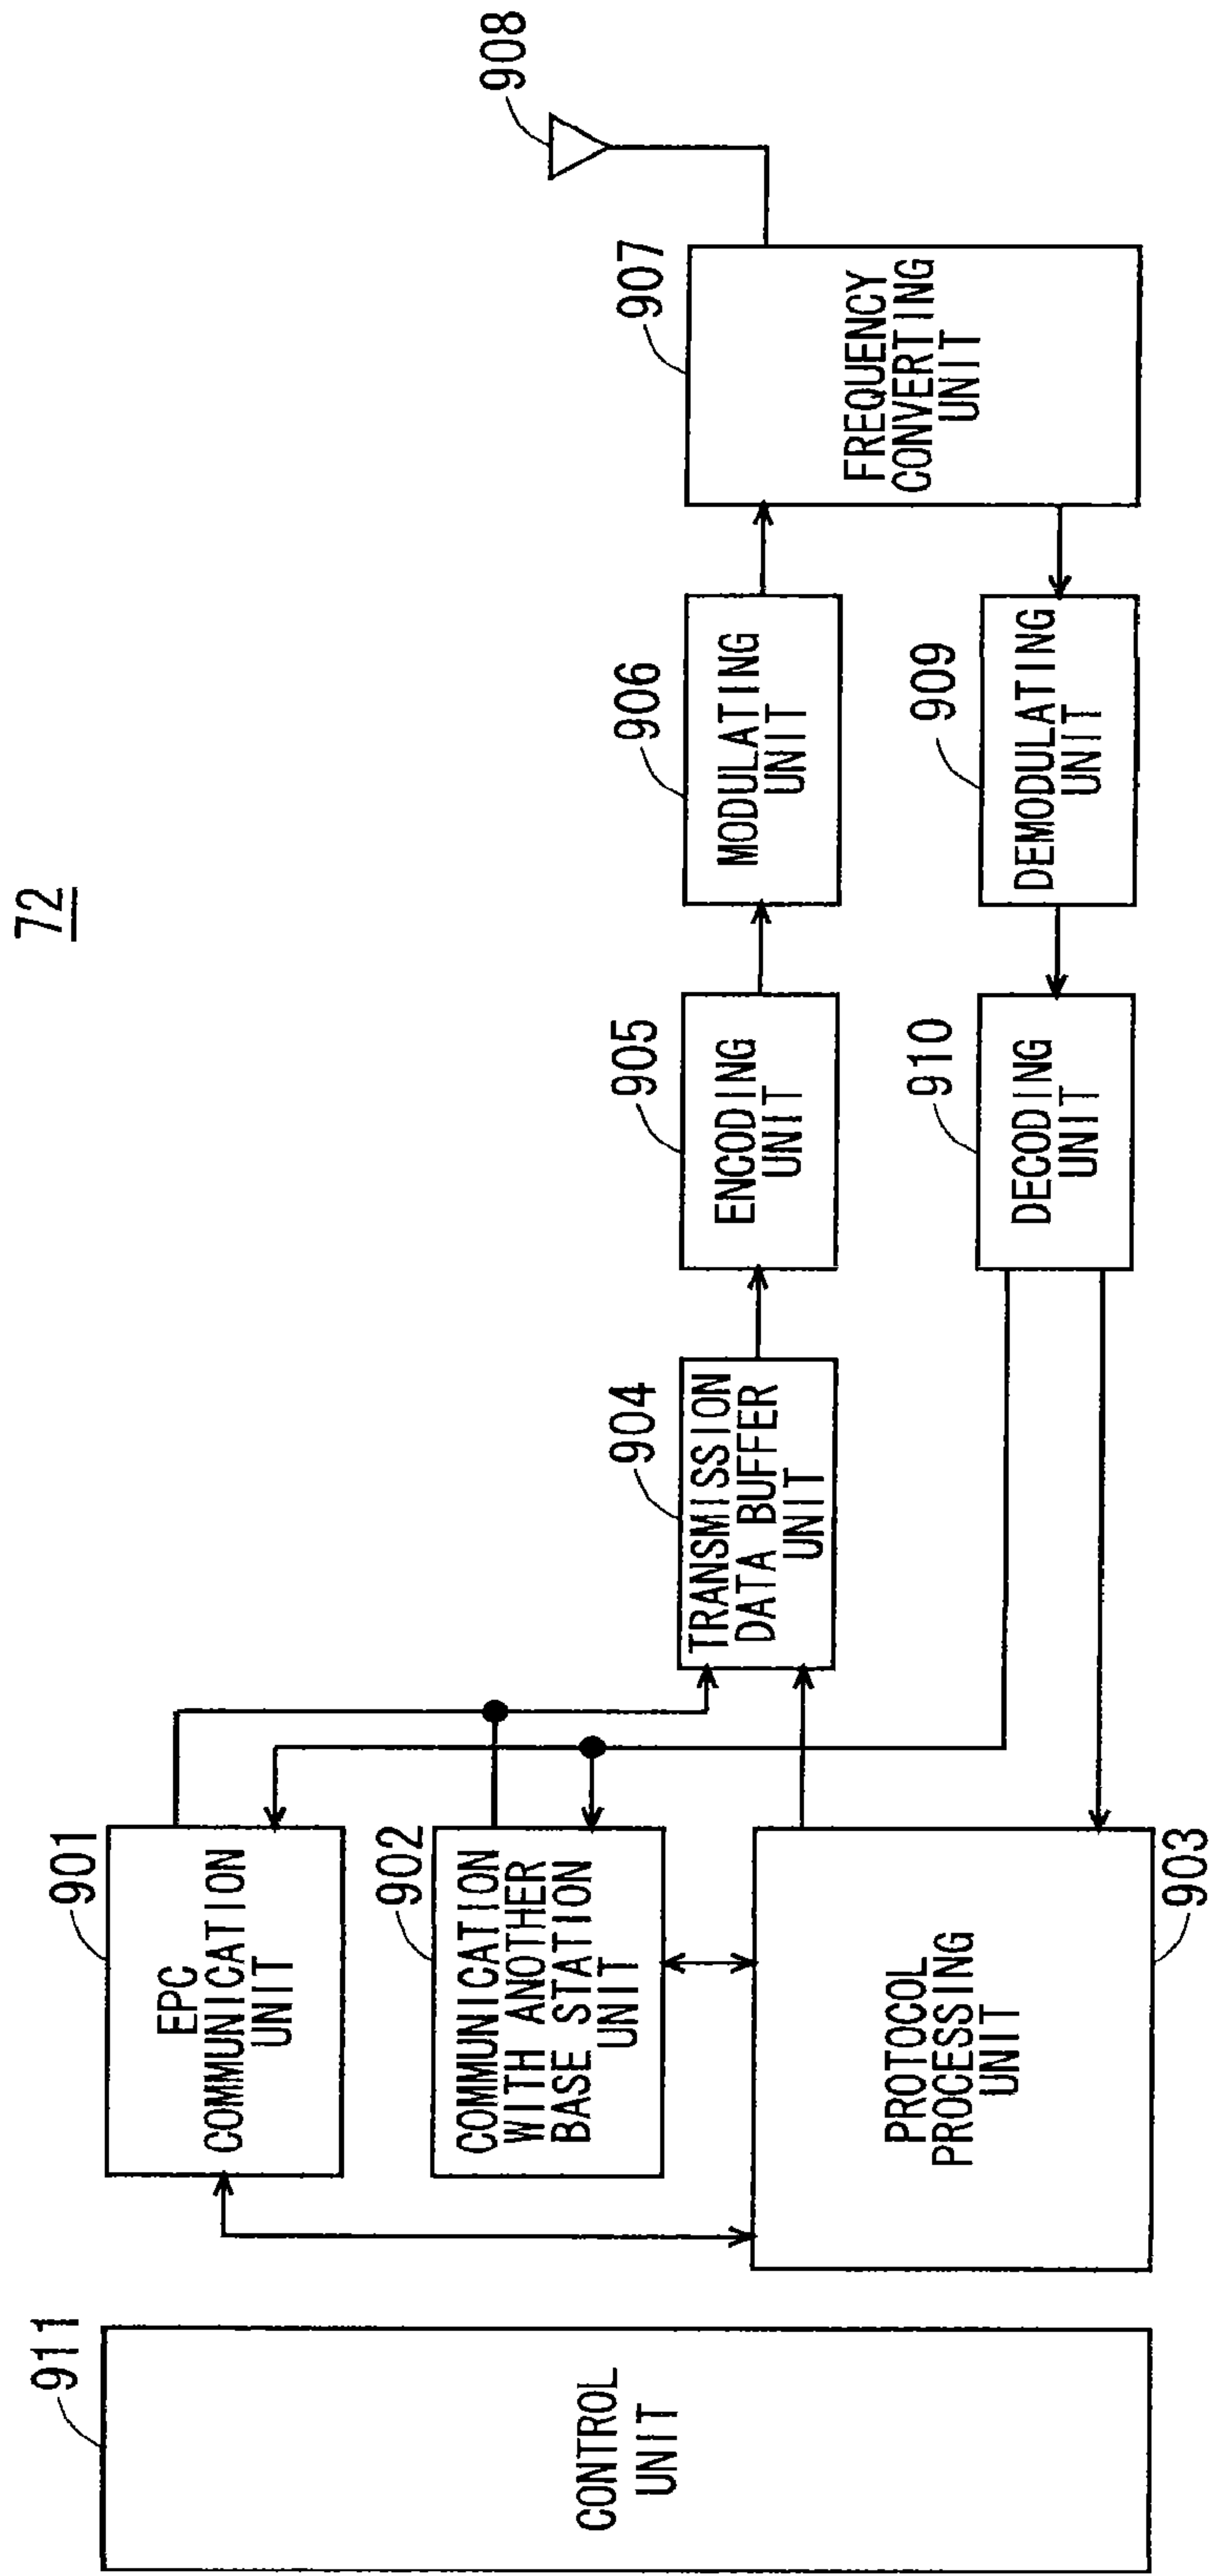 72
911
CONTROL
UNIT
901
EPC
COMMUNICATION
UNIT
902
COMMUNICATION
WITH ANOTHER
BASE STATION
UNIT
903
PROTOCOL
PROCESSING
UNIT
904
TRANSMISSION
DATA BUFFER
UNIT
905
ENCODING
UNIT
906
MODULATING
UNIT
907
FREQUENCY
CONVERTING
UNIT
908
909
DEMODULATING
UNIT
910
DECODING
UNIT